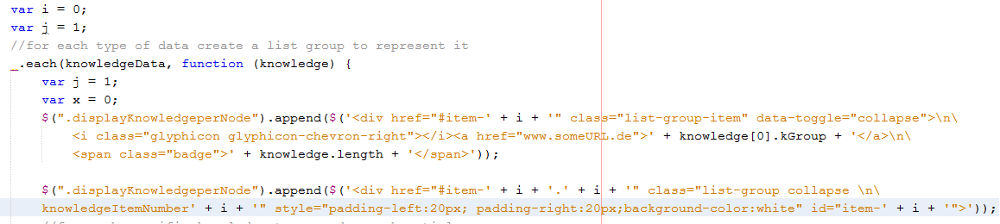 var i = 0;
var j = 1;
//for each type of data create a list group to represent it
_.each(knowledgeData, function (knowledge) {
var j = 1;
var x = 0;
$(".displayKnowledgeperNode").append($('<div href="#item-' + i + '" class="list-group-item" data-toggle="collapse">\n\
<i class="glyphicon glyphicon-chevron-right"></i><a href="www.someURL.de">' + knowledge[0].kGroup + '</a>\n\
<span class="badge">' + knowledge.length + '</span>'));
$(".displayKnowledgeperNode").append($('<div href="#item-' + i + '.' + i + '" class="list-group collapse \n\
knowledgeItemNumber' + i + '" style="padding-left:20px; padding-right:20px;background-color:white" id="item-' + i + '">'));